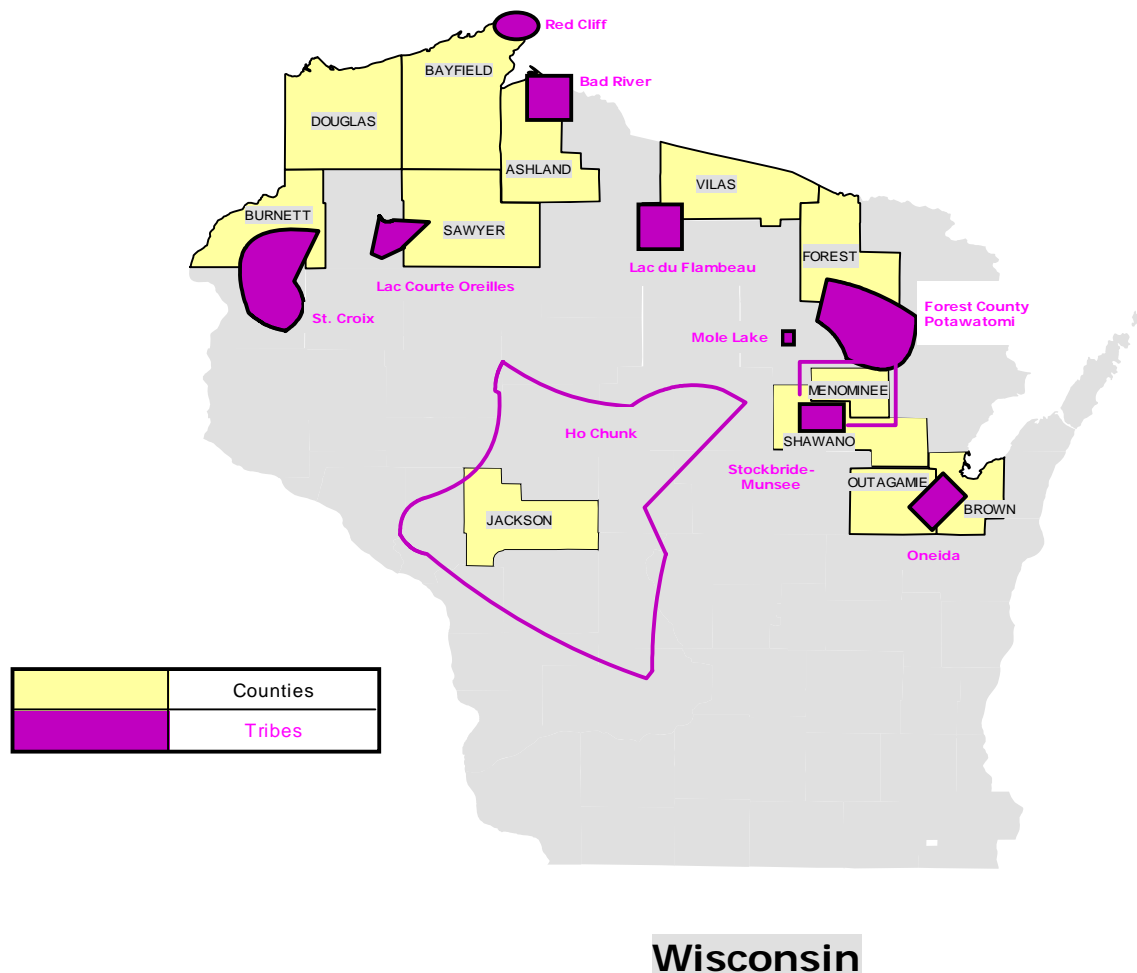 Red Cliff
BAYFIELD
Bad River
DOUGLAS
ASHLAND
VILAS
BURNETT
SAWYER
FOREST
Lac du Flambeau
Lac Courte Oreilles
St. Croix
Forest County
Potawatomi
Mole Lake
MENOMINEE
Ho Chunk
SHAWANO
Stockbride-
Munsee
OUTAGAMIE
BROWN
JACKSON
Oneida
Counties
Tribes
Wisconsin